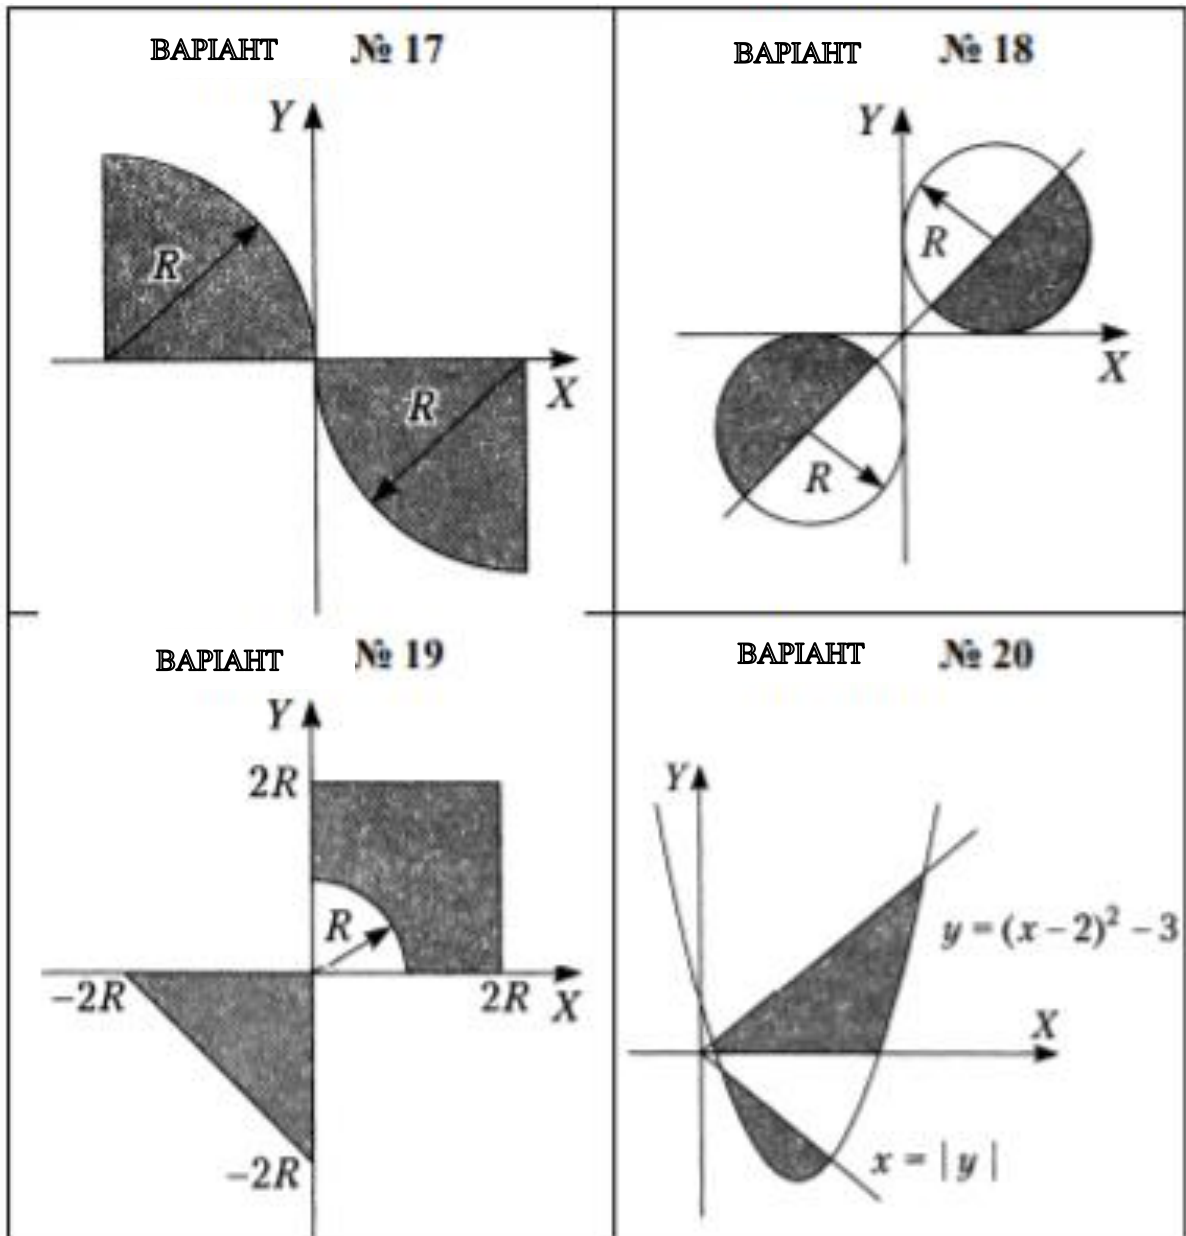 ВАРІАНТ № 17
Y
R
R
X
ВАРІАНТ № 18
Y
R
X
R
ВАРІАНТ № 19
Y
2R
R
-2R
2R X
-2R
ВАРІАНТ № 20
Y
y = (x – 2)² – 3
X
x = | y |